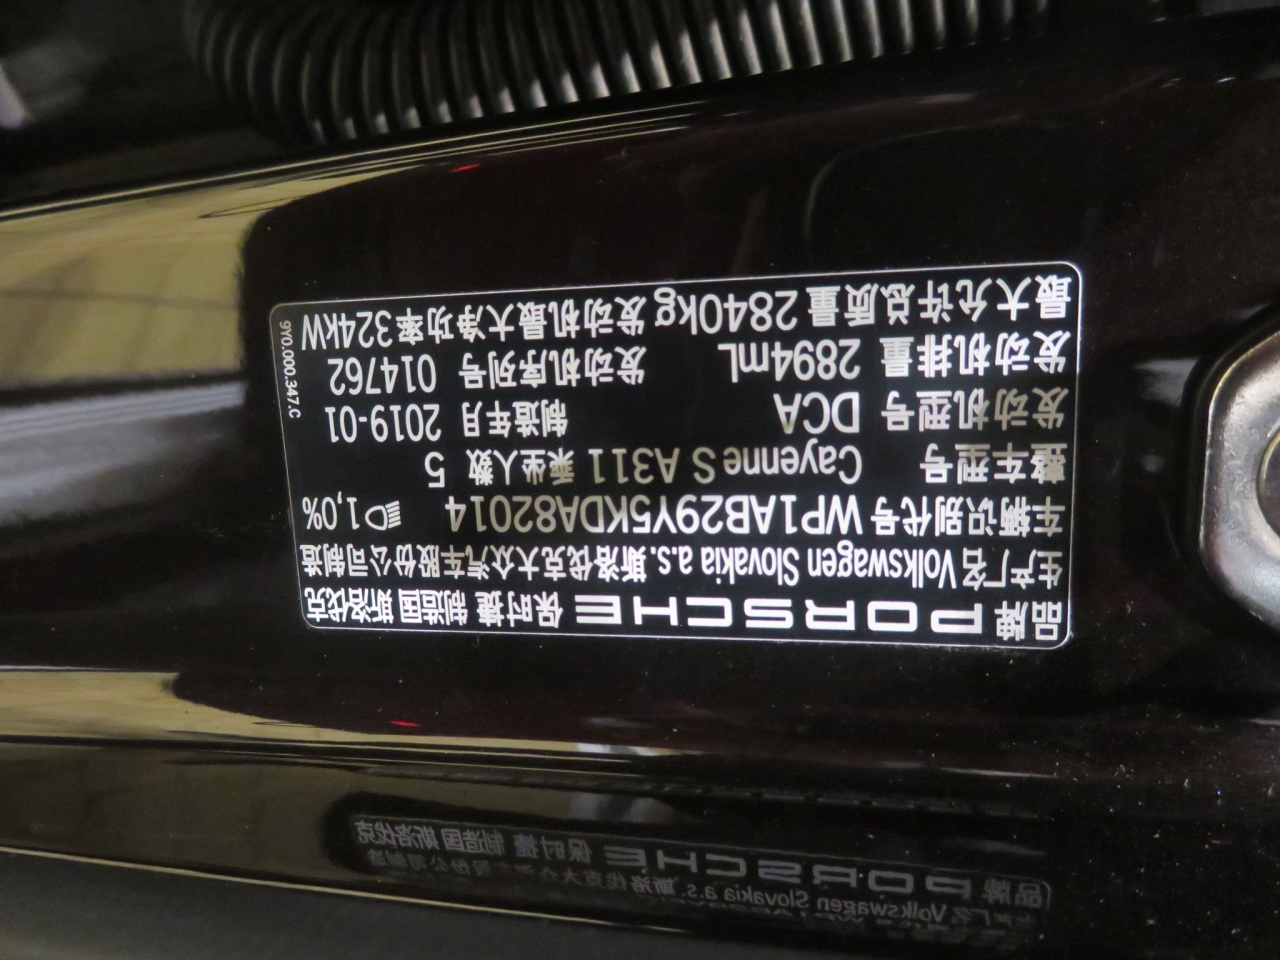 品牌 PORSCHE 保时捷 制造国 斯洛伐克
生产厂名 Volkswagen Slovakia a.s. 斯洛伐克大众汽车股份公司制造
车辆识别代号 WP1AB29Y5KDA82014 1,0%
整车型号 Cayenne S A311 乘坐人数 5
发动机型号 DCA 制造年月 2019-01
发动机排量 2894mL 发动机序列号 014762
最大允许总质量 2840kg 发动机最大净功率 324kW
9Y0.000.347.C